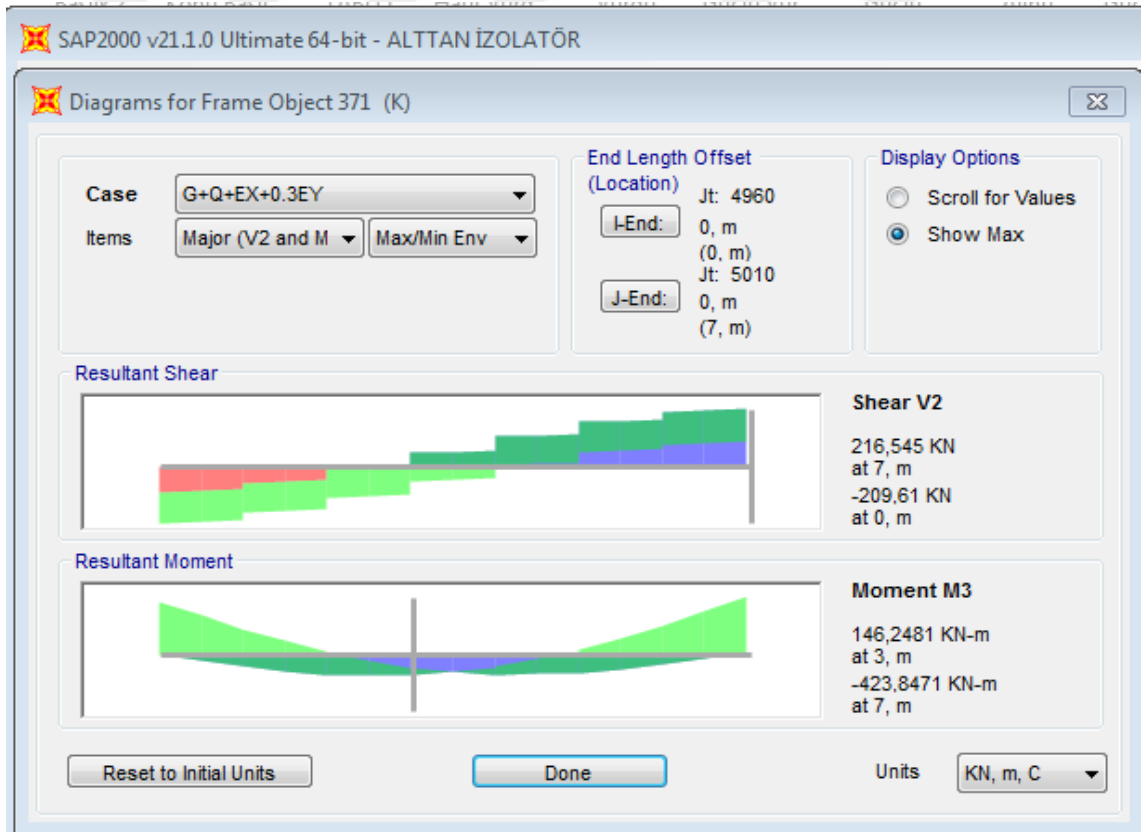 SAP2000 v21.1.0 Ultimate 64-bit - ALTTAN İZOLATÖR
Diagrams for Frame Object 371 (K)
Case
G+Q+EX+0.3EY
Items
Major (V2 and M
Max/Min Env
End Length Offset
(Location)
I-End:
Jt: 4960
0, m
(0, m)
J-End:
Jt: 5010
0, m
(7, m)
Display Options
Scroll for Values
Show Max
Resultant Shear
Shear V2
216,545 KN
at 7, m
-209,61 KN
at 0, m
Resultant Moment
Moment M3
146,2481 KN-m
at 3, m
-423,8471 KN-m
at 7, m
Reset to Initial Units
Done
Units
KN, m, C